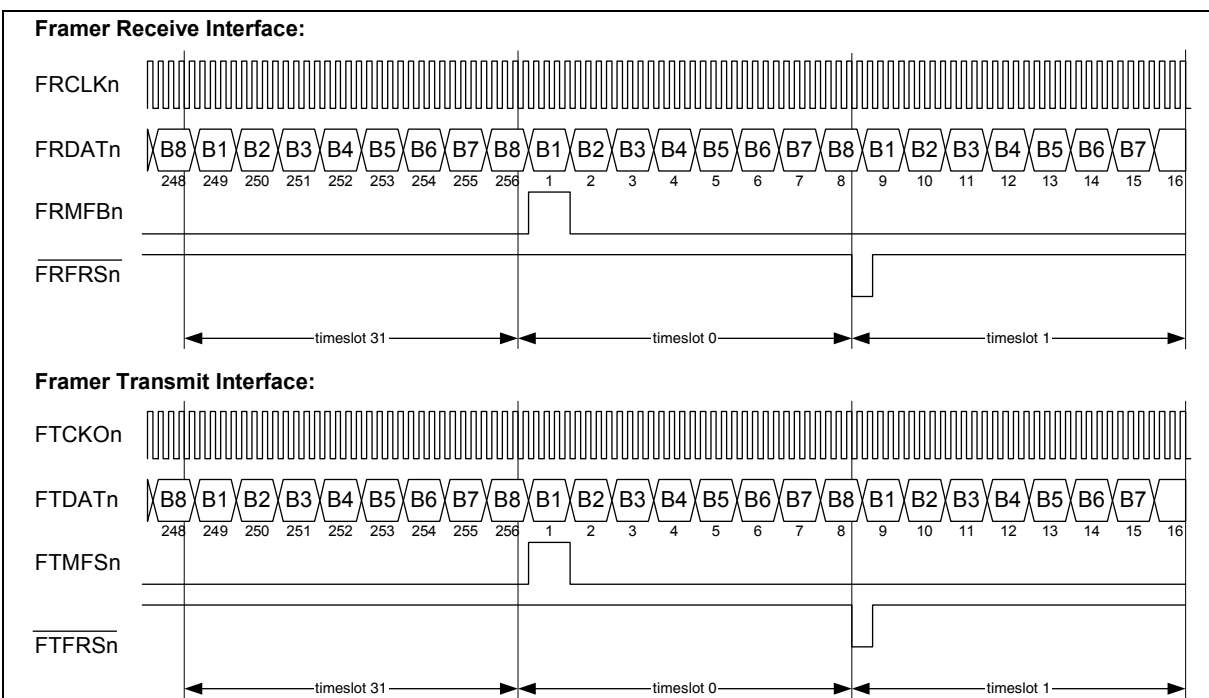 Framer Receive Interface:
FRCLKn
FRDATn B8 B1 B2 B3 B4 B5 B6 B7 B8 B1 B2 B3 B4 B5 B6 B7 B8 B1 B2 B3 B4 B5 B6 B7
248 249 250 251 252 253 254 255 256 1 2 3 4 5 6 7 8 9 10 11 12 13 14 15 16
FRMFBn
FRFRSn
timeslot 31 timeslot 0 timeslot 1
Framer Transmit Interface:
FTCKOn
FTDATn B8 B1 B2 B3 B4 B5 B6 B7 B8 B1 B2 B3 B4 B5 B6 B7 B8 B1 B2 B3 B4 B5 B6 B7
248 249 250 251 252 253 254 255 256 1 2 3 4 5 6 7 8 9 10 11 12 13 14 15 16
FTMFSn
FTFRSn
timeslot 31 timeslot 0 timeslot 1